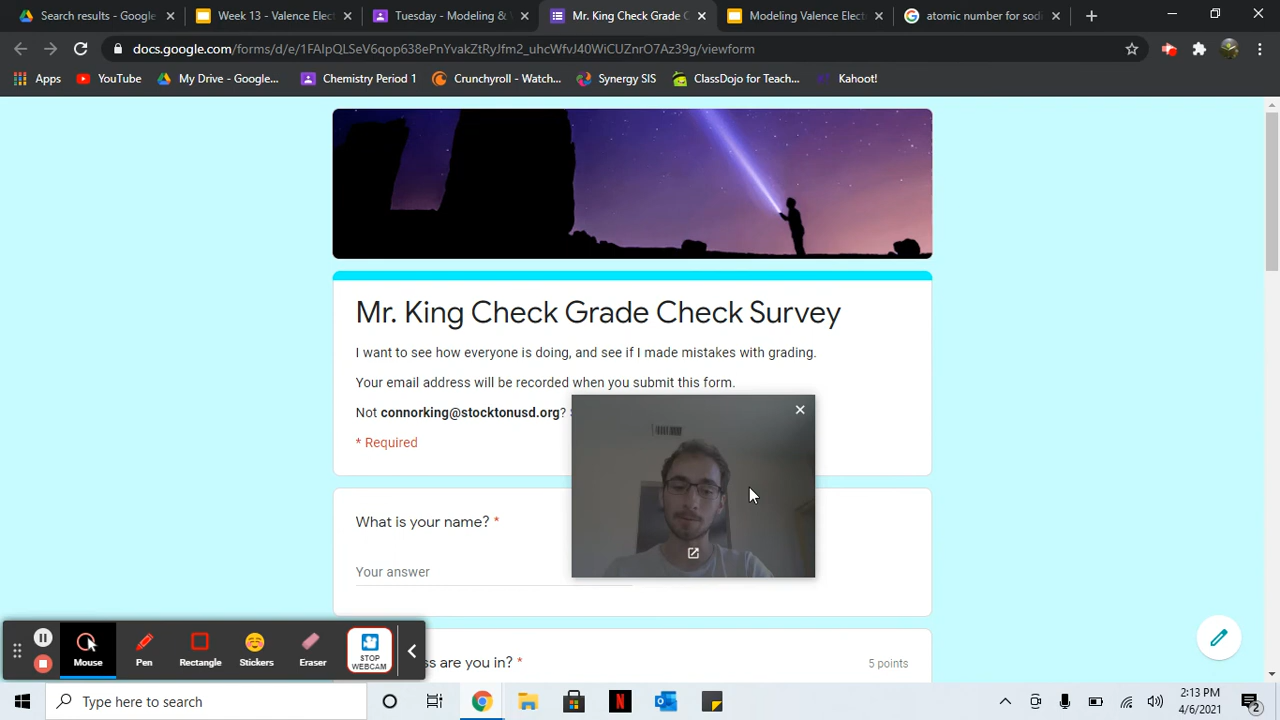 Search results - Google
Week 13 - Valence Elect
Tuesday - Modeling & V
Mr. King Check Grade C
Modeling Valence Electr
atomic number for sodi
docs.google.com/forms/d/e/1FAIpQLSeV6qop638ePnYvakZtRyJfm2_uhcWfvJ40WiCUZnrO7Az39g/viewform
Apps
YouTube
My Drive - Google...
Chemistry Period 1
Crunchyroll - Watch...
Synergy SIS
ClassDojo for Teach...
Kahoot!
Mr. King Check Grade Check Survey
I want to see how everyone is doing, and see if I made mistakes with grading.
Your email address will be recorded when you submit this form.
Not connorking@stocktonusd.org?
* Required
What is your name? *
Your answer
ss are you in? *
5 points
Mouse
Pen
Rectangle
Stickers
Eraser
STOP
WEBCAM
Type here to search
2:13 PM
4/6/2021
2